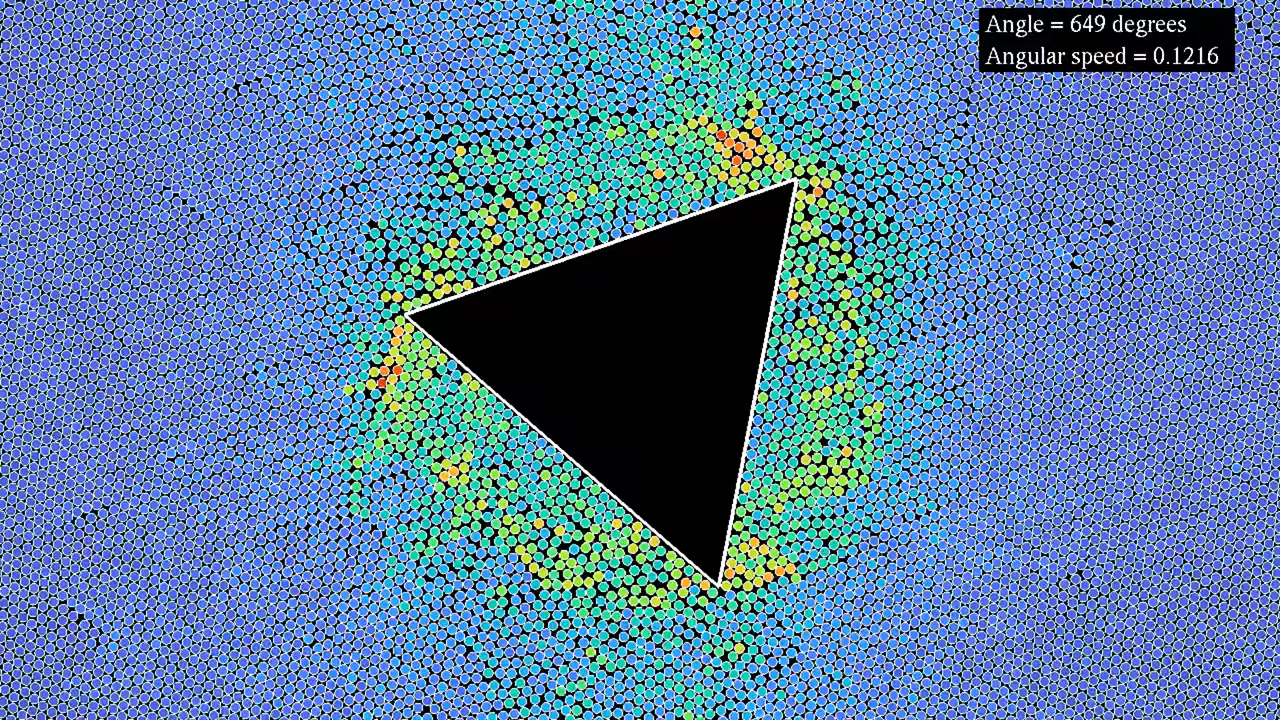 Angle = 649 degrees
Angular speed = 0.1216